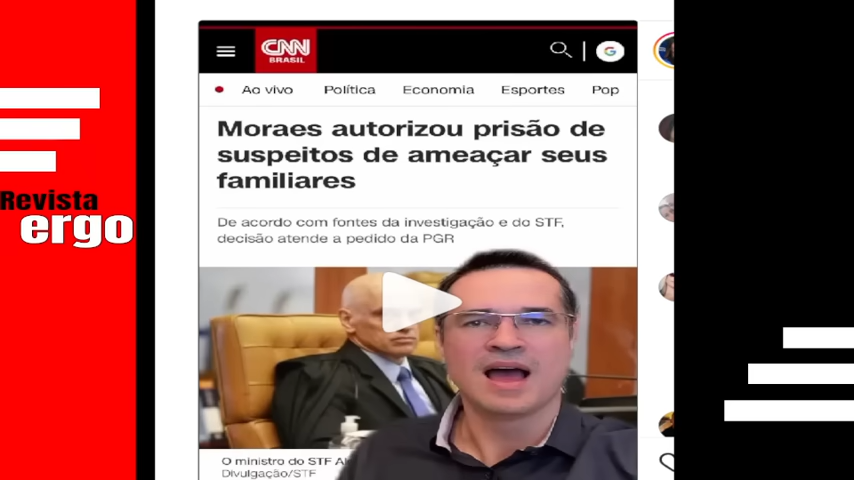 CNN
BRASIL
G
Ao vivo Política Economia Esportes Pop
Moraes autorizou prisão de
suspeitos de ameaçar seus
familiares
De acordo com fontes da investigação e do STF,
decisão atende a pedido da PGR
Revista
ergo
O ministro do STF Al
Divulgação/STF